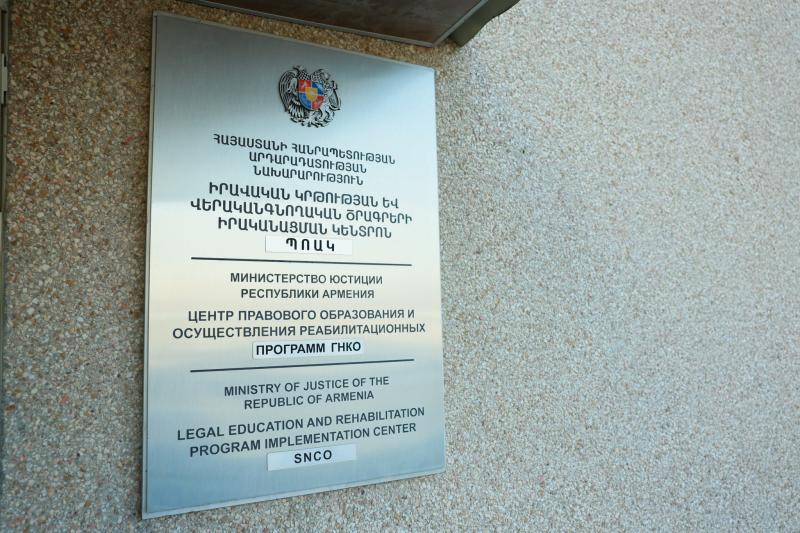 ՀԱՅԱՍՏԱՆԻ ՀԱՆՐԱՊԵՏՈՒԹՅԱՆ
ԱՐԴԱՐԱԴԱՏՈՒԹՅԱՆ
ՆԱԽԱՐԱՐՈՒԹՅՈՒՆ
ԻՐԱՎԱԿԱՆ ԿՐԹՈՒԹՅԱՆ ԵՎ
ՎԵՐԱԿԱՆԳՆՈՂԱԿԱՆ ԾՐԱԳՐԵՐԻ
ԻՐԱԿԱՆԱՑՄԱՆ ԿԵՆՏՐՈՆ
ՊՈԱԿ
МИНИСТЕРСТВО ЮСТИЦИИ
РЕСПУБЛИКИ АРМЕНИЯ
ЦЕНТР ПРАВОВОГО ОБРАЗОВАНИЯ И
ОСУЩЕСТВЛЕНИЯ РЕАБИЛИТАЦИОННЫХ
ПРОГРАММ ГНКО
MINISTRY OF JUSTICE OF THE
REPUBLIC OF ARMENIA
LEGAL EDUCATION AND REHABILITATION
PROGRAM IMPLEMENTATION CENTER
SNCO